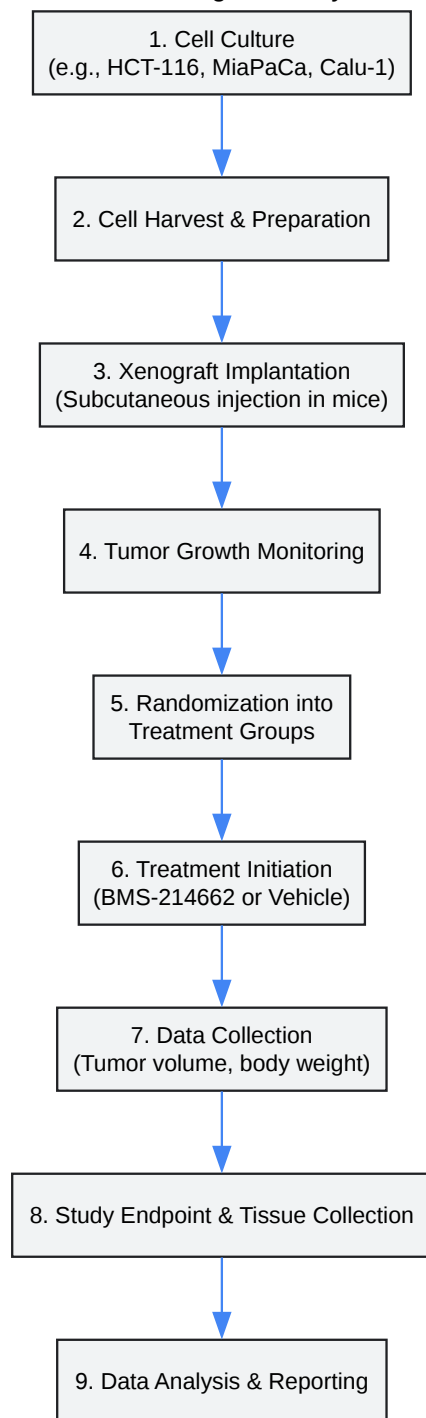 1. Cell Culture
(e.g., HCT-116, MiaPaCa, Calu-1)
2. Cell Harvest & Preparation
3. Xenograft Implantation
(Subcutaneous injection in mice)
4. Tumor Growth Monitoring
5. Randomization into
Treatment Groups
6. Treatment Initiation
(BMS-214662 or Vehicle)
7. Data Collection
(Tumor volume, body weight)
8. Study Endpoint & Tissue Collection
9. Data Analysis & Reporting